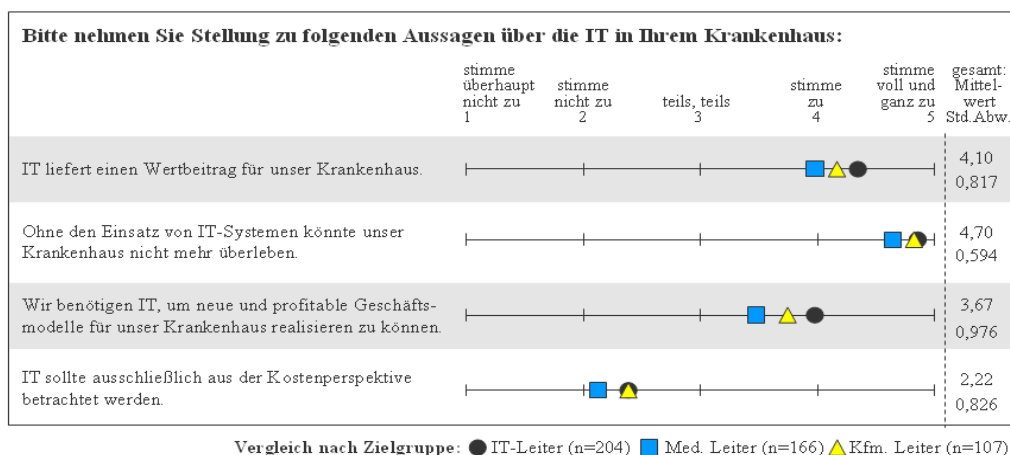 Bitte nehmen Sie Stellung zu folgenden Aussagen über die IT in Ihrem Krankenhaus:
stimme überhaupt nicht zu 1
stimme nicht zu 2
teils, teils 3
stimme zu 4
stimme voll und ganz zu 5
gesamt: Mittel- wert Std.Abw.
IT liefert einen Wertbeitrag für unser Krankenhaus.
4,10
0,817
Ohne den Einsatz von IT-Systemen könnte unser
Krankenhaus nicht mehr überleben.
4,70
0,594
Wir benötigen IT, um neue und profitable Geschäfts-
modelle für unser Krankenhaus realisieren zu können.
3,67
0,976
IT sollte ausschließlich aus der Kostenperspektive
betrachtet werden.
2,22
0,826
Vergleich nach Zielgruppe: IT-Leiter (n=204) Med. Leiter (n=166) Kfm. Leiter (n=107)